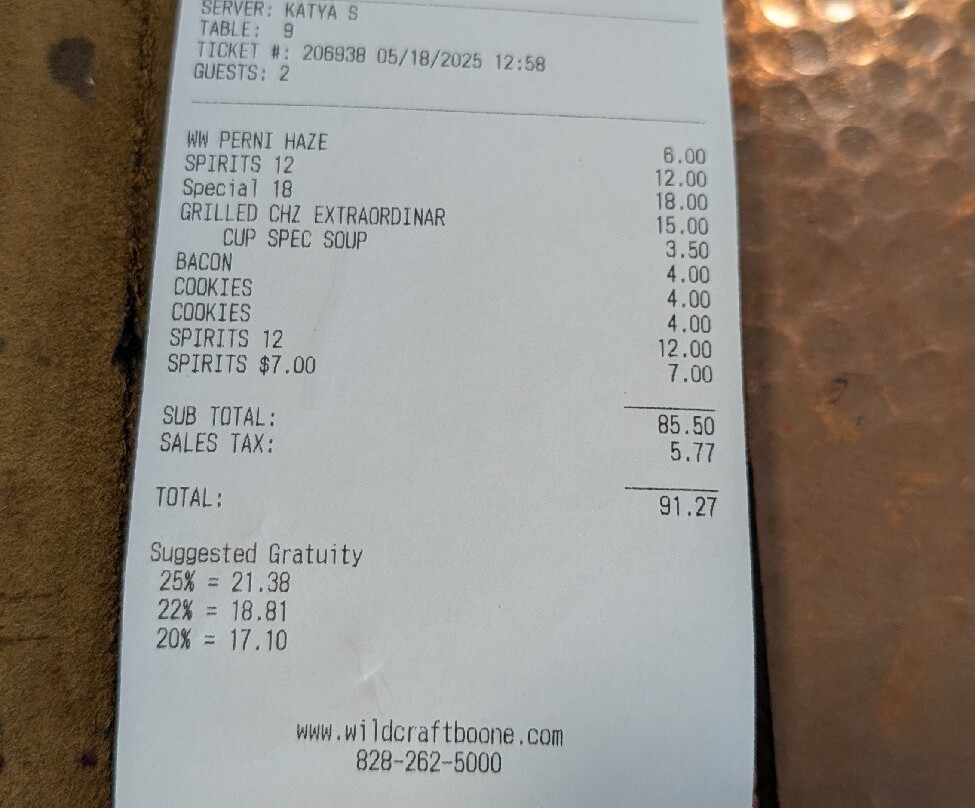 SERVER: KATYA S
TABLE: 9
TICKET #: 206938 05/18/2025 12:58
GUESTS: 2
WW PERNI HAZE 6.00
SPIRITS 12 12.00
Special 18 18.00
GRILLED CHZ EXTRAORDINAR 15.00
CUP SPEC SOUP 3.50
BACON 4.00
COOKIES 4.00
COOKIES 4.00
SPIRITS 12 12.00
SPIRITS $7.00 7.00
SUB TOTAL: 85.50
SALES TAX: 5.77
TOTAL: 91.27
Suggested Gratuity
25% = 21.38
22% = 18.81
20% = 17.10
www.wildcraftboone.com
828-262-5000